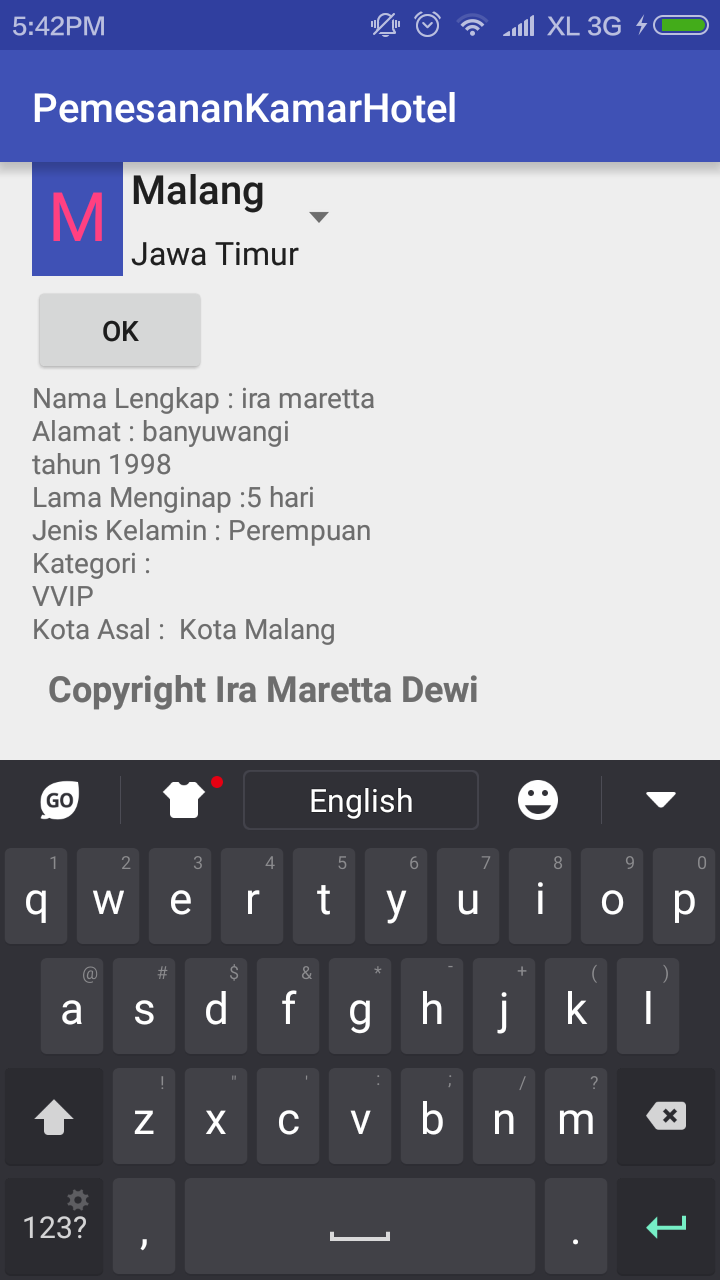 5:42PM XL 3G
PemesananKamarHotel
M
Malang
Jawa Timur
OK
Nama Lengkap : ira maretta
Alamat : banyuwangi
tahun 1998
Lama Menginap :5 hari
Jenis Kelamin : Perempuan
Kategori :
VVIP
Kota Asal :  Kota Malang
Copyright Ira Maretta Dewi
GO English
1 2 3 4 5 6 7 8 9 0
q w e r t y u i o p
@ # $ & * - + ( )
a s d f g h j k l
! " ' : ; / ?
z x c v b n m
123? , .